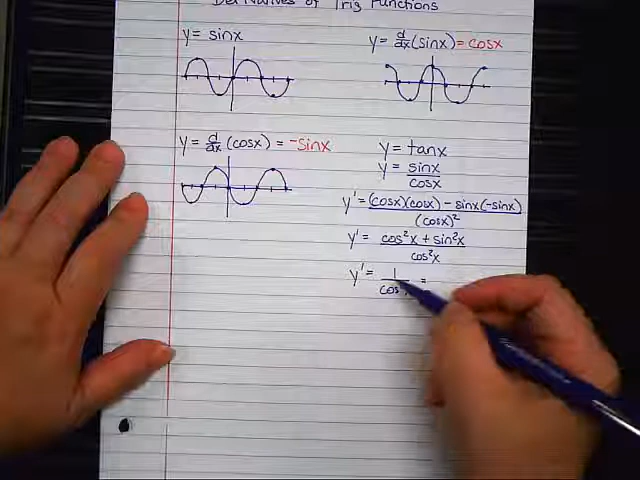 Derivatives of Trig Functions
y = sinx
y = d/dx (sinx) = cosx
y = d/dx (cosx) = -sinx
y = tanx
y = sinx/cosx
y' = (cosx)(cosx) - sinx(-sinx)/(cosx)²
y' = cos²x + sin²x/cos²x
y' = 1/cos =